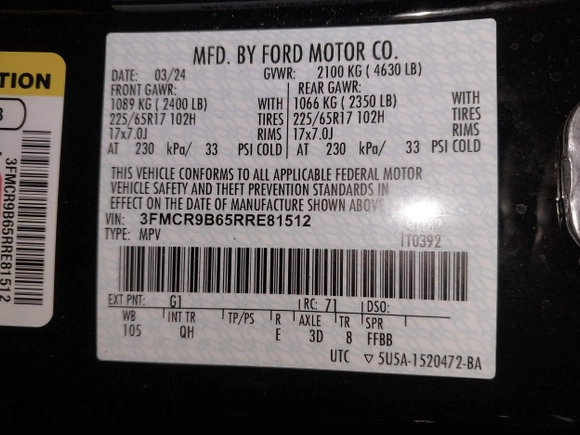 MFD. BY FORD MOTOR CO.
DATE: 03/24 GVWR: 2100 KG ( 4630 LB)
FRONT GAWR: REAR GAWR:
1089 KG ( 2400 LB) WITH 1066 KG ( 2350 LB) WITH
225/65R17 102H TIRES 225/65R17 102H TIRES
17x7.0J RIMS 17x7.0J RIMS
AT 230 kPa/ 33 PSI COLD AT 230 kPa/ 33 PSI COLD
THIS VEHICLE CONFORMS TO ALL APPLICABLE FEDERAL MOTOR
VEHICLE SAFETY AND THEFT PREVENTION STANDARDS IN
EFFECT ON THE DATE OF MANUFACTURE SHOWN ABOVE.
VIN: 3FMCR9B65RRE81512
TYPE: MPV IT0392
EXT PNT: G1 RC: 71 DSO:
WB INT TR TP/PS R AXLE TR SPR
105 QH E 3D 8 FFBB
UTC ▽ 5U5A-1520472-BA
TION
3FMCR9B65RRE81512